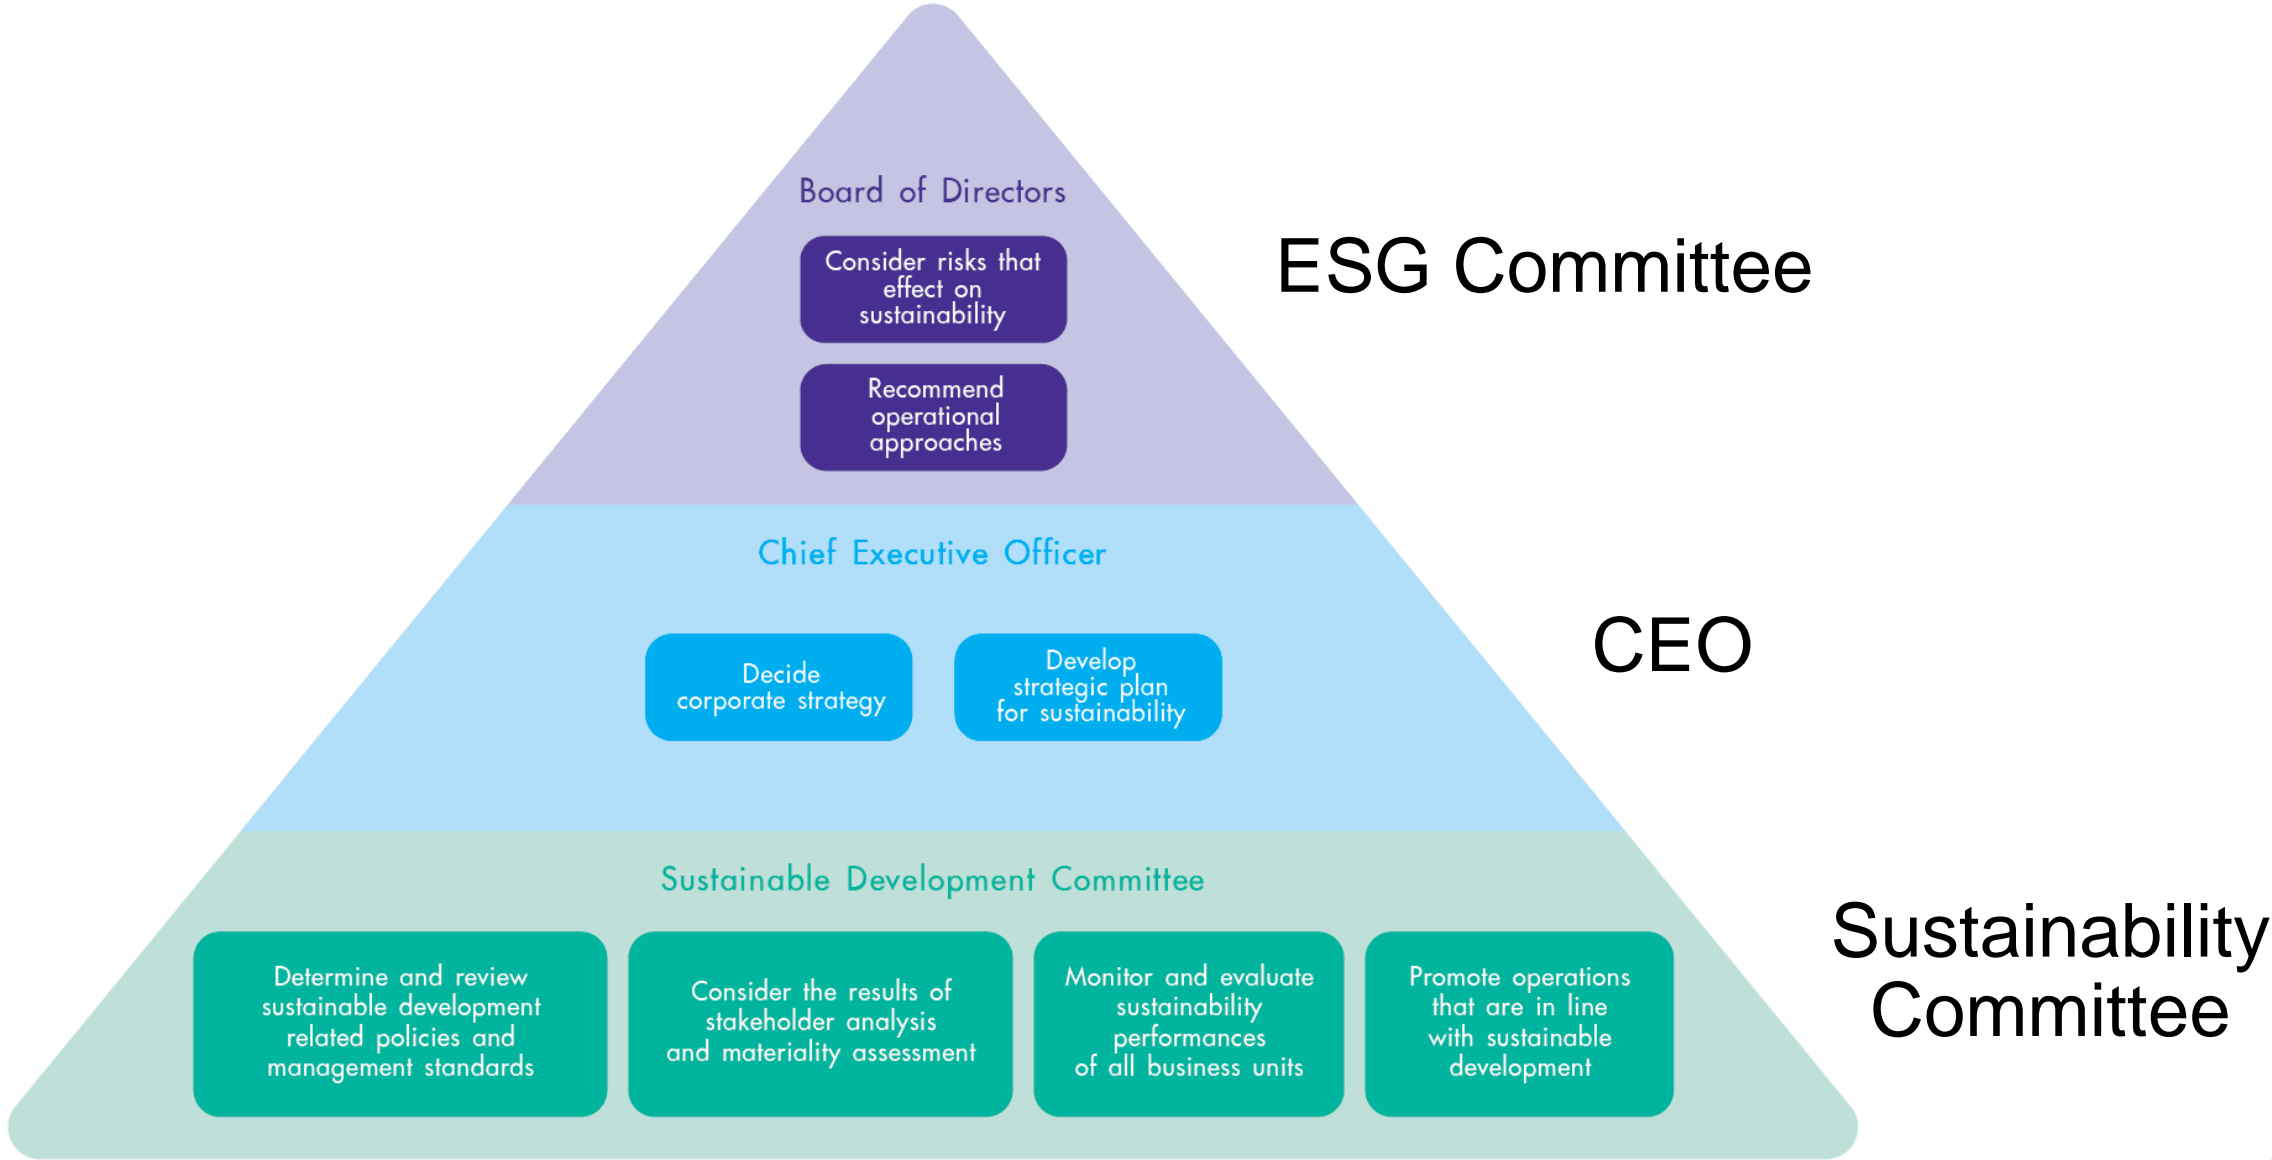 Board of Directors
Consider risks that
effect on
sustainability
ESG Committee
Recommend
operational
approaches
Chief Executive Officer
Decide
corporate strategy
Develop
strategic plan
for sustainability
CEO
Sustainable Development Committee
Determine and review
sustainable development
related policies and
management standards
Consider the results of
stakeholder analysis
and materiality assessment
Monitor and evaluate
sustainability
performances
of all business units
Promote operations
that are in line
with sustainable
development
Sustainability
Committee